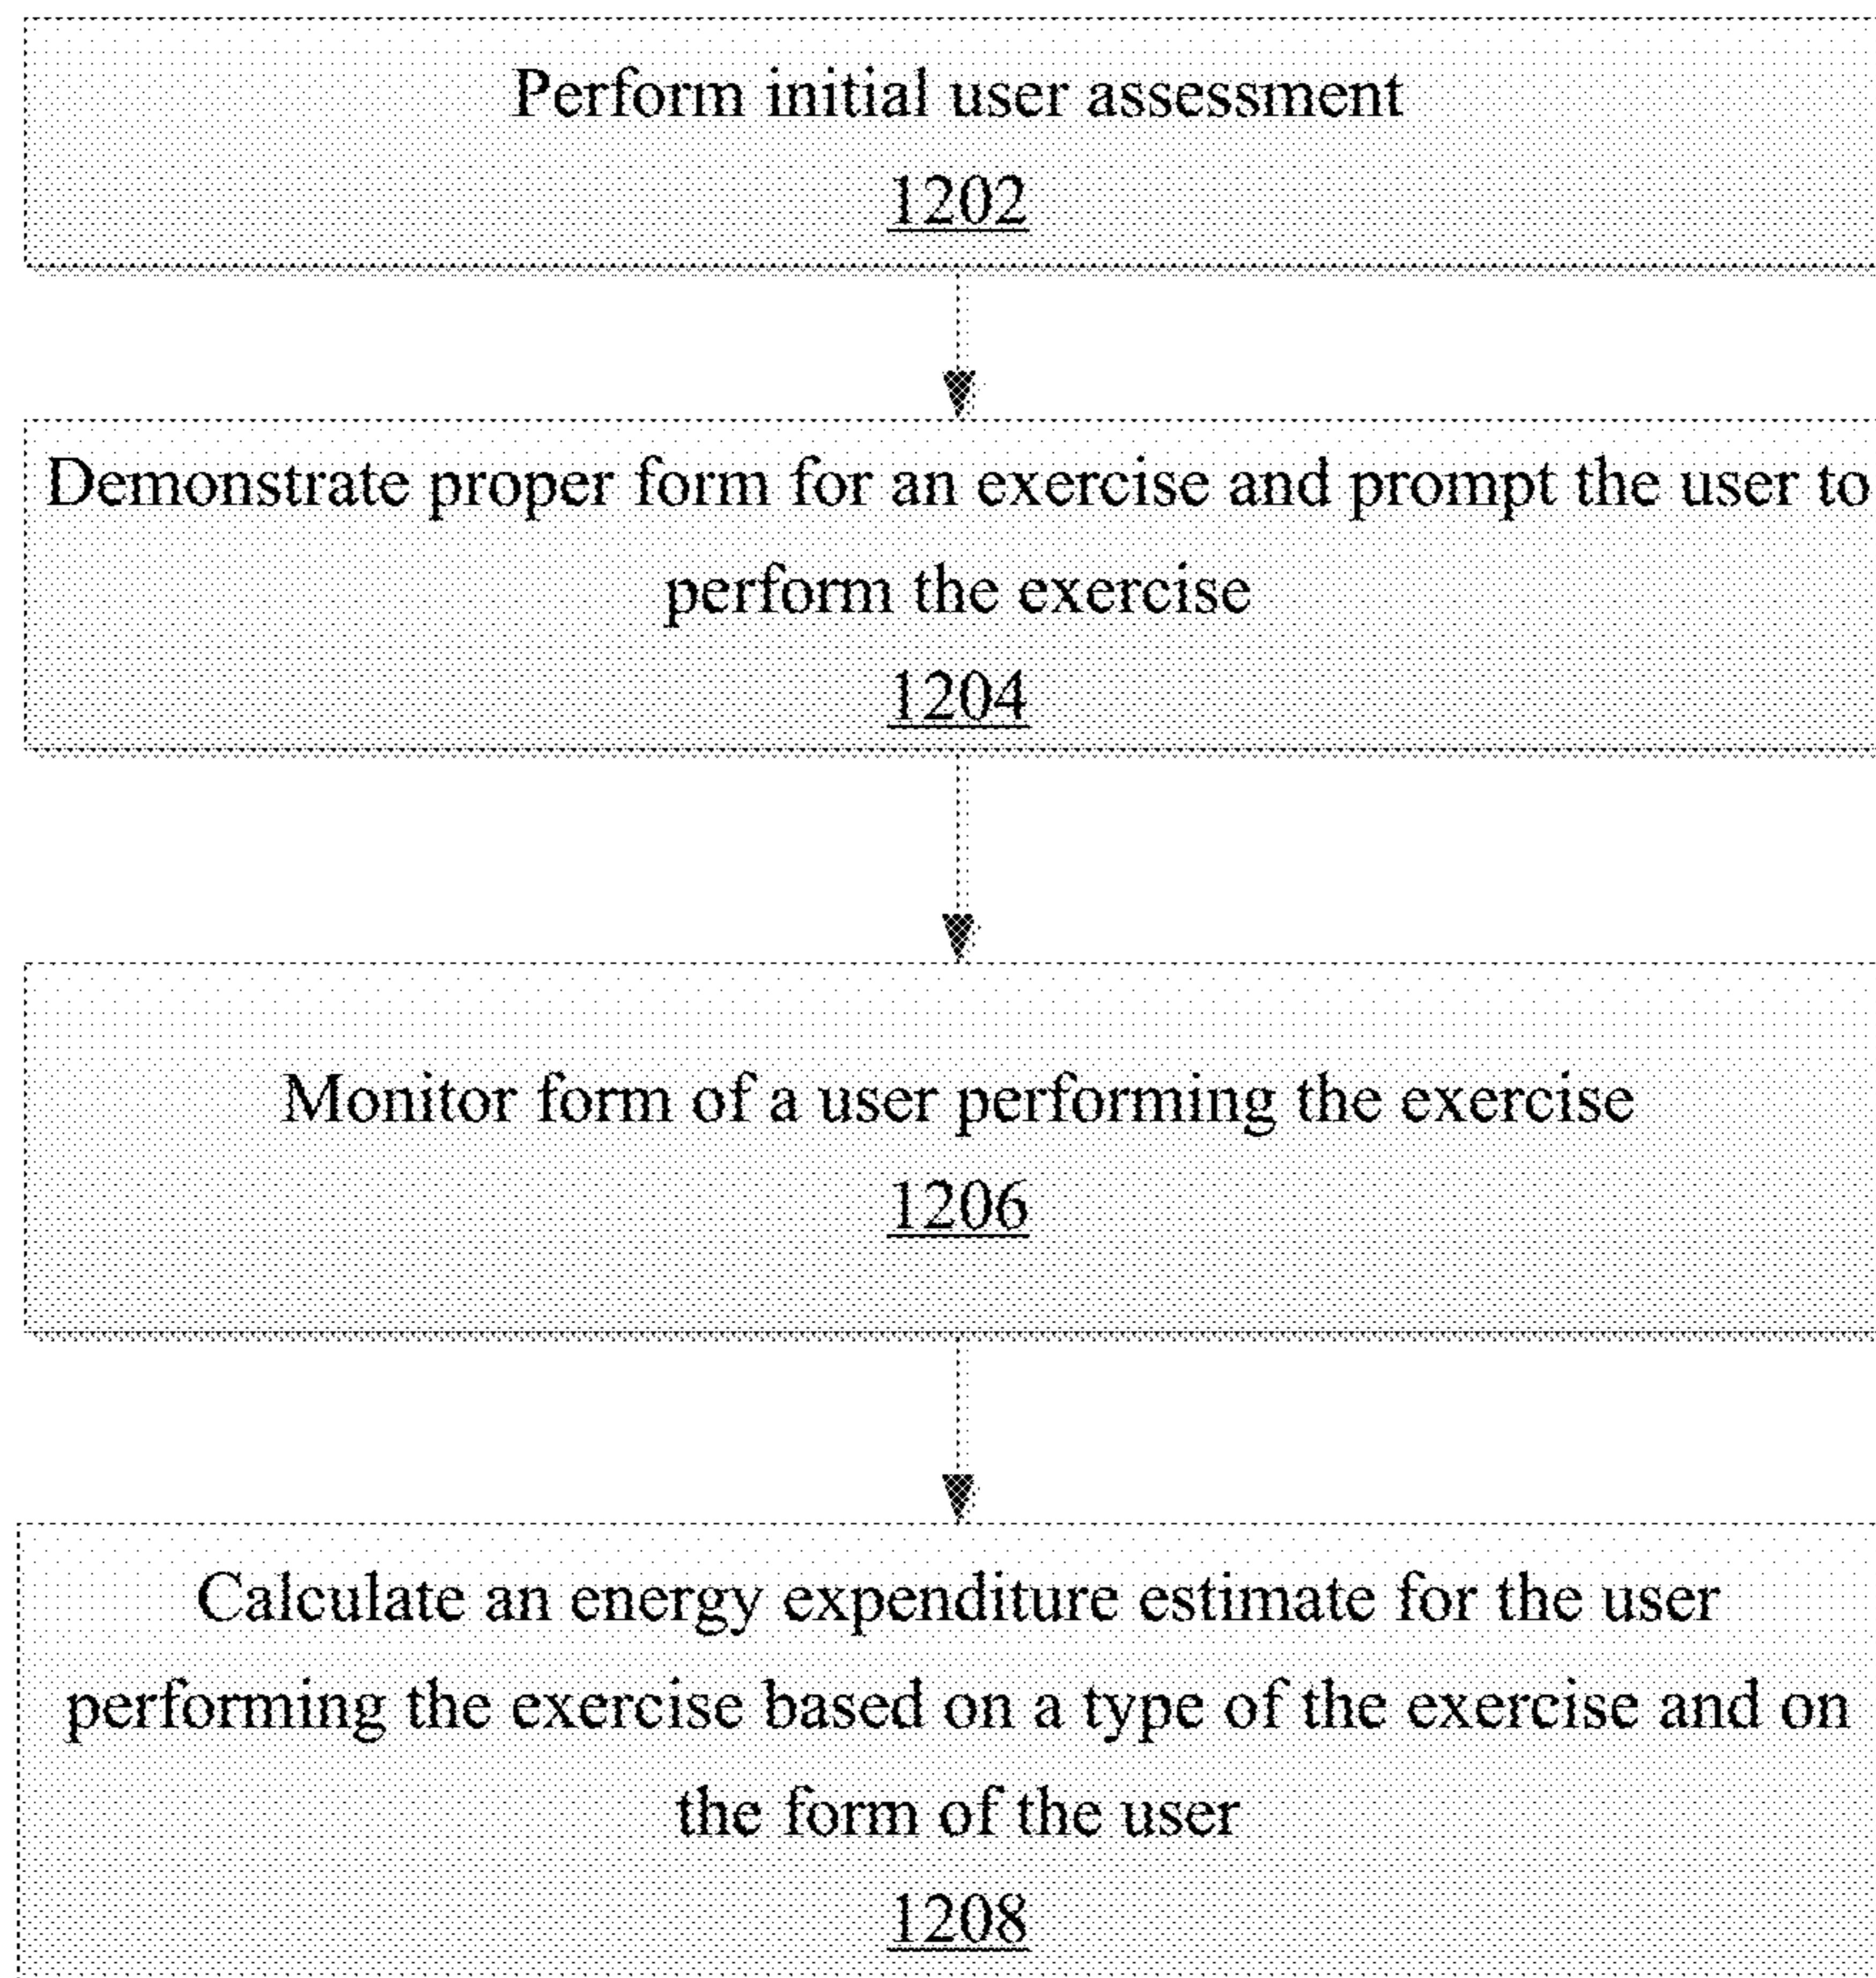 Perform initial user assessment
1202
Demonstrate proper form for an exercise and prompt the user to
perform the exercise
1204
Monitor form of a user performing the exercise
1206
Calculate an energy expenditure estimate for the user
performing the exercise based on a type of the exercise and on
the form of the user
1208